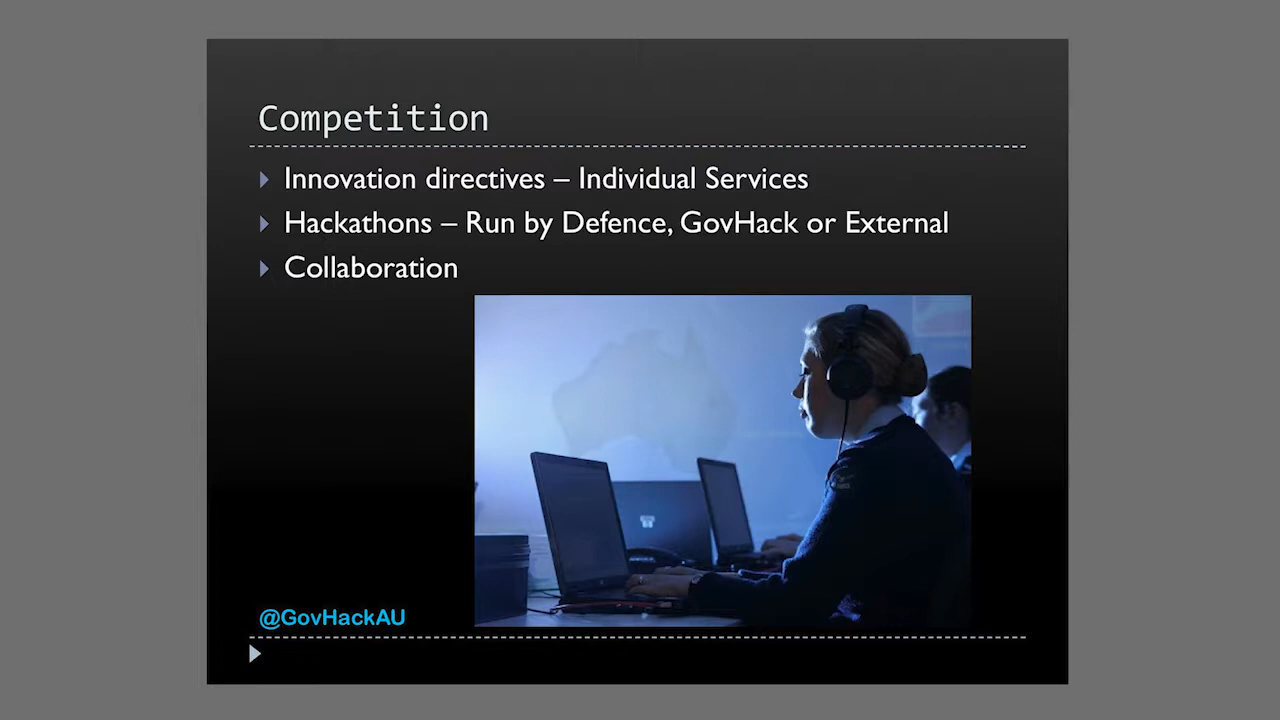 Competition
Innovation directives – Individual Services
Hackathons – Run by Defence, GovHack or External
Collaboration
@GovHackAU